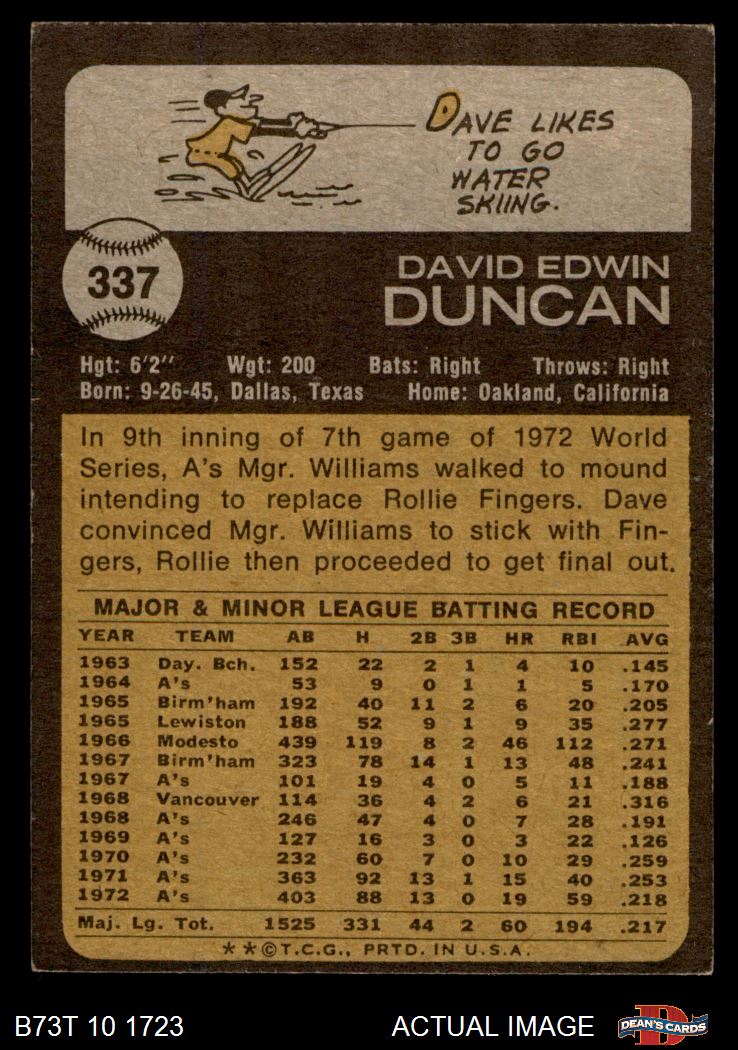 DAVE LIKES
TO GO
WATER
SKIING.
337
DAVID EDWIN
DUNCAN
Hgt: 6'2" Wgt: 200 Bats: Right Throws: Right
Born: 9-26-45, Dallas, Texas Home: Oakland, California
In 9th inning of 7th game of 1972 World
Series, A's Mgr. Williams walked to mound
intending to replace Rollie Fingers. Dave
convinced Mgr. Williams to stick with Fin-
gers, Rollie then proceeded to get final out.
MAJOR & MINOR LEAGUE BATTING RECORD
YEAR TEAM AB H 2B 3B HR RBI AVG
1963 Day. Bch. 152 22 2 1 4 10 .145
1964 A's 53 9 0 1 1 5 .170
1965 Birm'ham 192 40 11 2 6 20 .205
1965 Lewiston 188 52 9 1 9 35 .277
1966 Modesto 439 119 8 2 46 112 .271
1967 Birm'ham 323 78 14 1 13 48 .241
1967 A's 101 19 4 0 5 11 .188
1968 Vancouver 114 36 4 2 6 21 .316
1968 A's 246 47 4 0 7 28 .191
1969 A's 127 16 3 0 3 22 .126
1970 A's 232 60 7 0 10 29 .259
1971 A's 363 92 13 1 15 40 .253
1972 A's 403 88 13 0 19 59 .218
Maj. Lg. Tot. 1525 331 44 2 60 194 .217
**©T.C.G., PRTD. IN U.S.A.
B73T 10 1723 ACTUAL IMAGE D DEAN'S CARDS